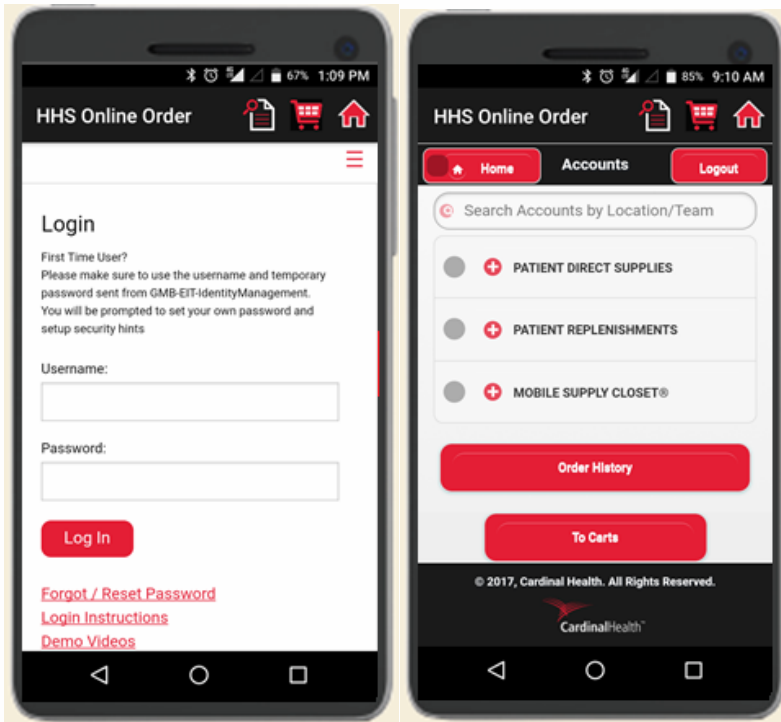 67% 1:09 PM
HHS Online Order
Login
First Time User?
Please make sure to use the username and temporary
password sent from GMB-EIT-IdentityManagement.
You will be prompted to set your own password and
setup security hints
Username:
Password:
Log In
Forgot / Reset Password
Login Instructions
Demo Videos
85% 9:10 AM
HHS Online Order
Home
Accounts
Logout
Search Accounts by Location/Team
PATIENT DIRECT SUPPLIES
PATIENT REPLENISHMENTS
MOBILE SUPPLY CLOSET®
Order History
To Carts
© 2017, Cardinal Health. All Rights Reserved.
CardinalHealth™